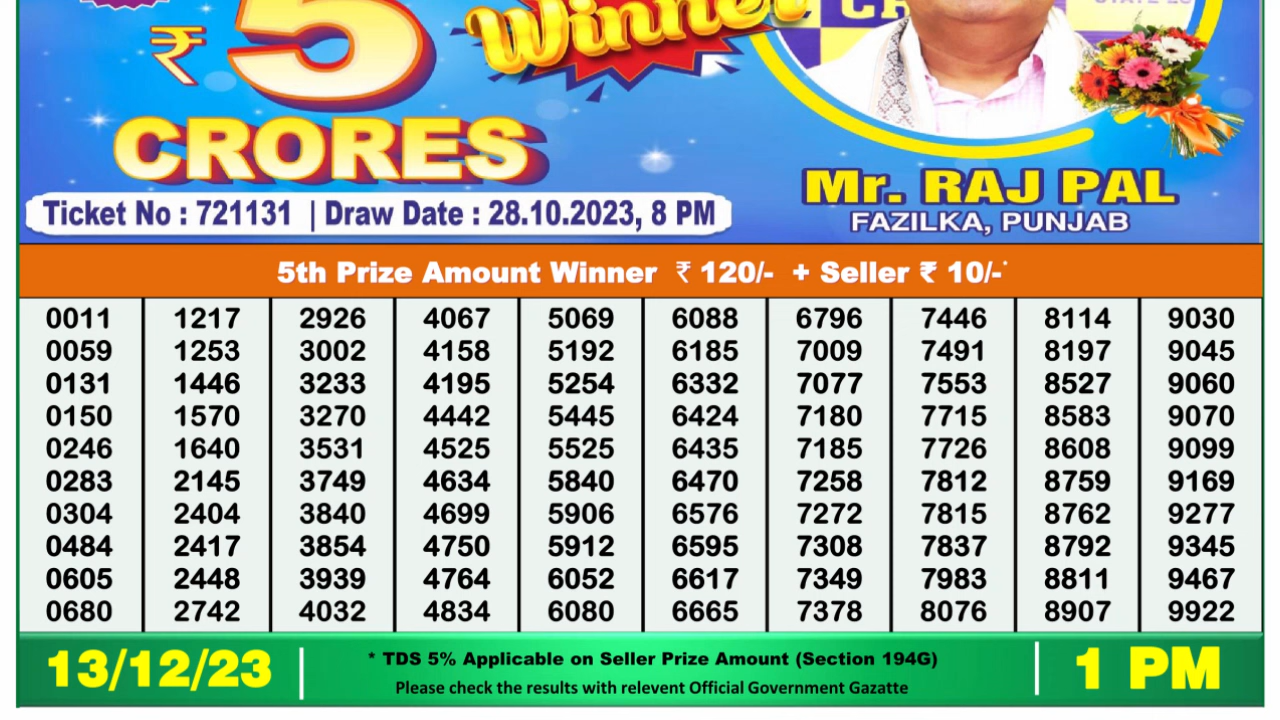 ₹ 5
Winner
CRORES
Mr. RAJ PAL
Ticket No : 721131 | Draw Date : 28.10.2023, 8 PM
FAZILKA, PUNJAB
5th Prize Amount Winner ₹ 120/- + Seller ₹ 10/-*
0011 1217 2926 4067 5069 6088 6796 7446 8114 9030
0059 1253 3002 4158 5192 6185 7009 7491 8197 9045
0131 1446 3233 4195 5254 6332 7077 7553 8527 9060
0150 1570 3270 4442 5445 6424 7180 7715 8583 9070
0246 1640 3531 4525 5525 6435 7185 7726 8608 9099
0283 2145 3749 4634 5840 6470 7258 7812 8759 9169
0304 2404 3840 4699 5906 6576 7272 7815 8762 9277
0484 2417 3854 4750 5912 6595 7308 7837 8792 9345
0605 2448 3939 4764 6052 6617 7349 7983 8811 9467
0680 2742 4032 4834 6080 6665 7378 8076 8907 9922
13/12/23
* TDS 5% Applicable on Seller Prize Amount (Section 194G)
Please check the results with relevent Official Government Gazatte
1 PM